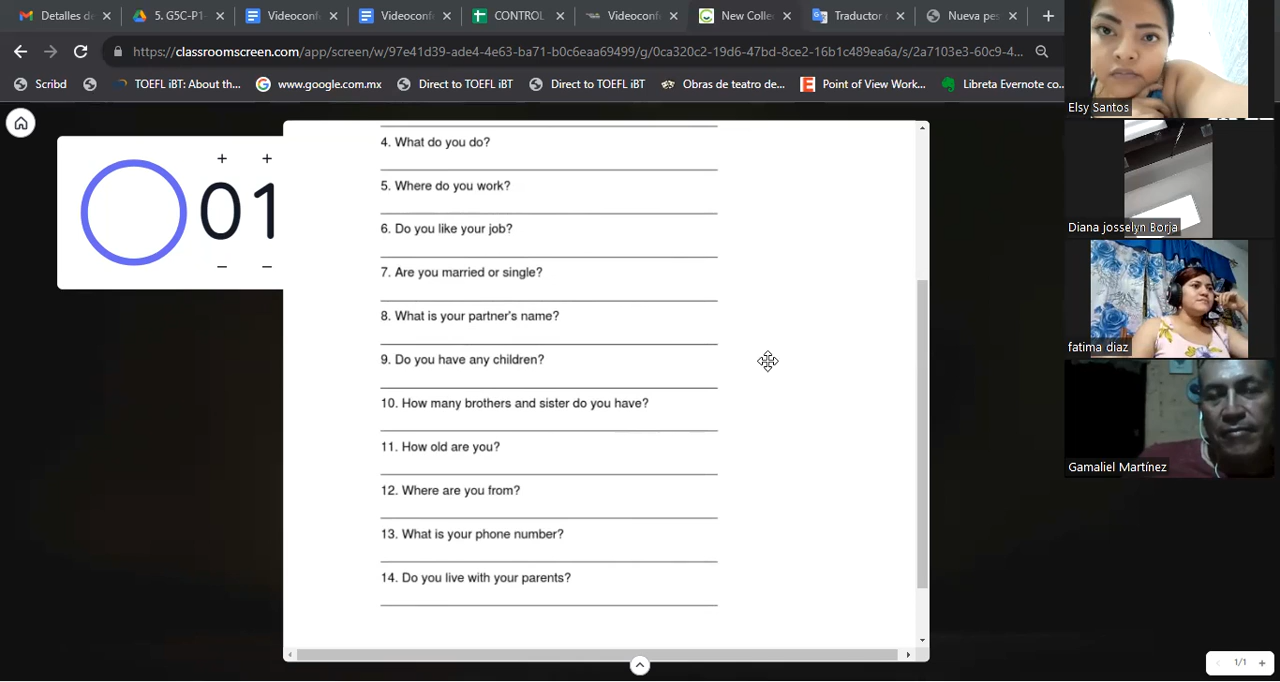 Detalles de
5. G5C-P1-
Videoconf
Videoconf
CONTROL
Videoconf
New Colle
Traductor
Nueva pes
https://classroomscreen.com/app/screen/w/97e41d39-ade4-4e63-ba71-b0c6eaa69499/g/0ca320c2-19d6-47bd-8ce2-16b1c489ea6a/s/2a7103e3-60c9-4...
Scribd
TOEFL iBT: About th...
www.google.com.mx
Direct to TOEFL iBT
Direct to TOEFL iBT
Obras de teatro de...
Point of View Work...
Libreta Evernote co...
+ +
01
− −
4. What do you do?
5. Where do you work?
6. Do you like your job?
7. Are you married or single?
8. What is your partner's name?
9. Do you have any children?
10. How many brothers and sister do you have?
11. How old are you?
12. Where are you from?
13. What is your phone number?
14. Do you live with your parents?
Elsy Santos
Diana josselyn Borja
fatima diaz
Gamaliel Martínez
1/1